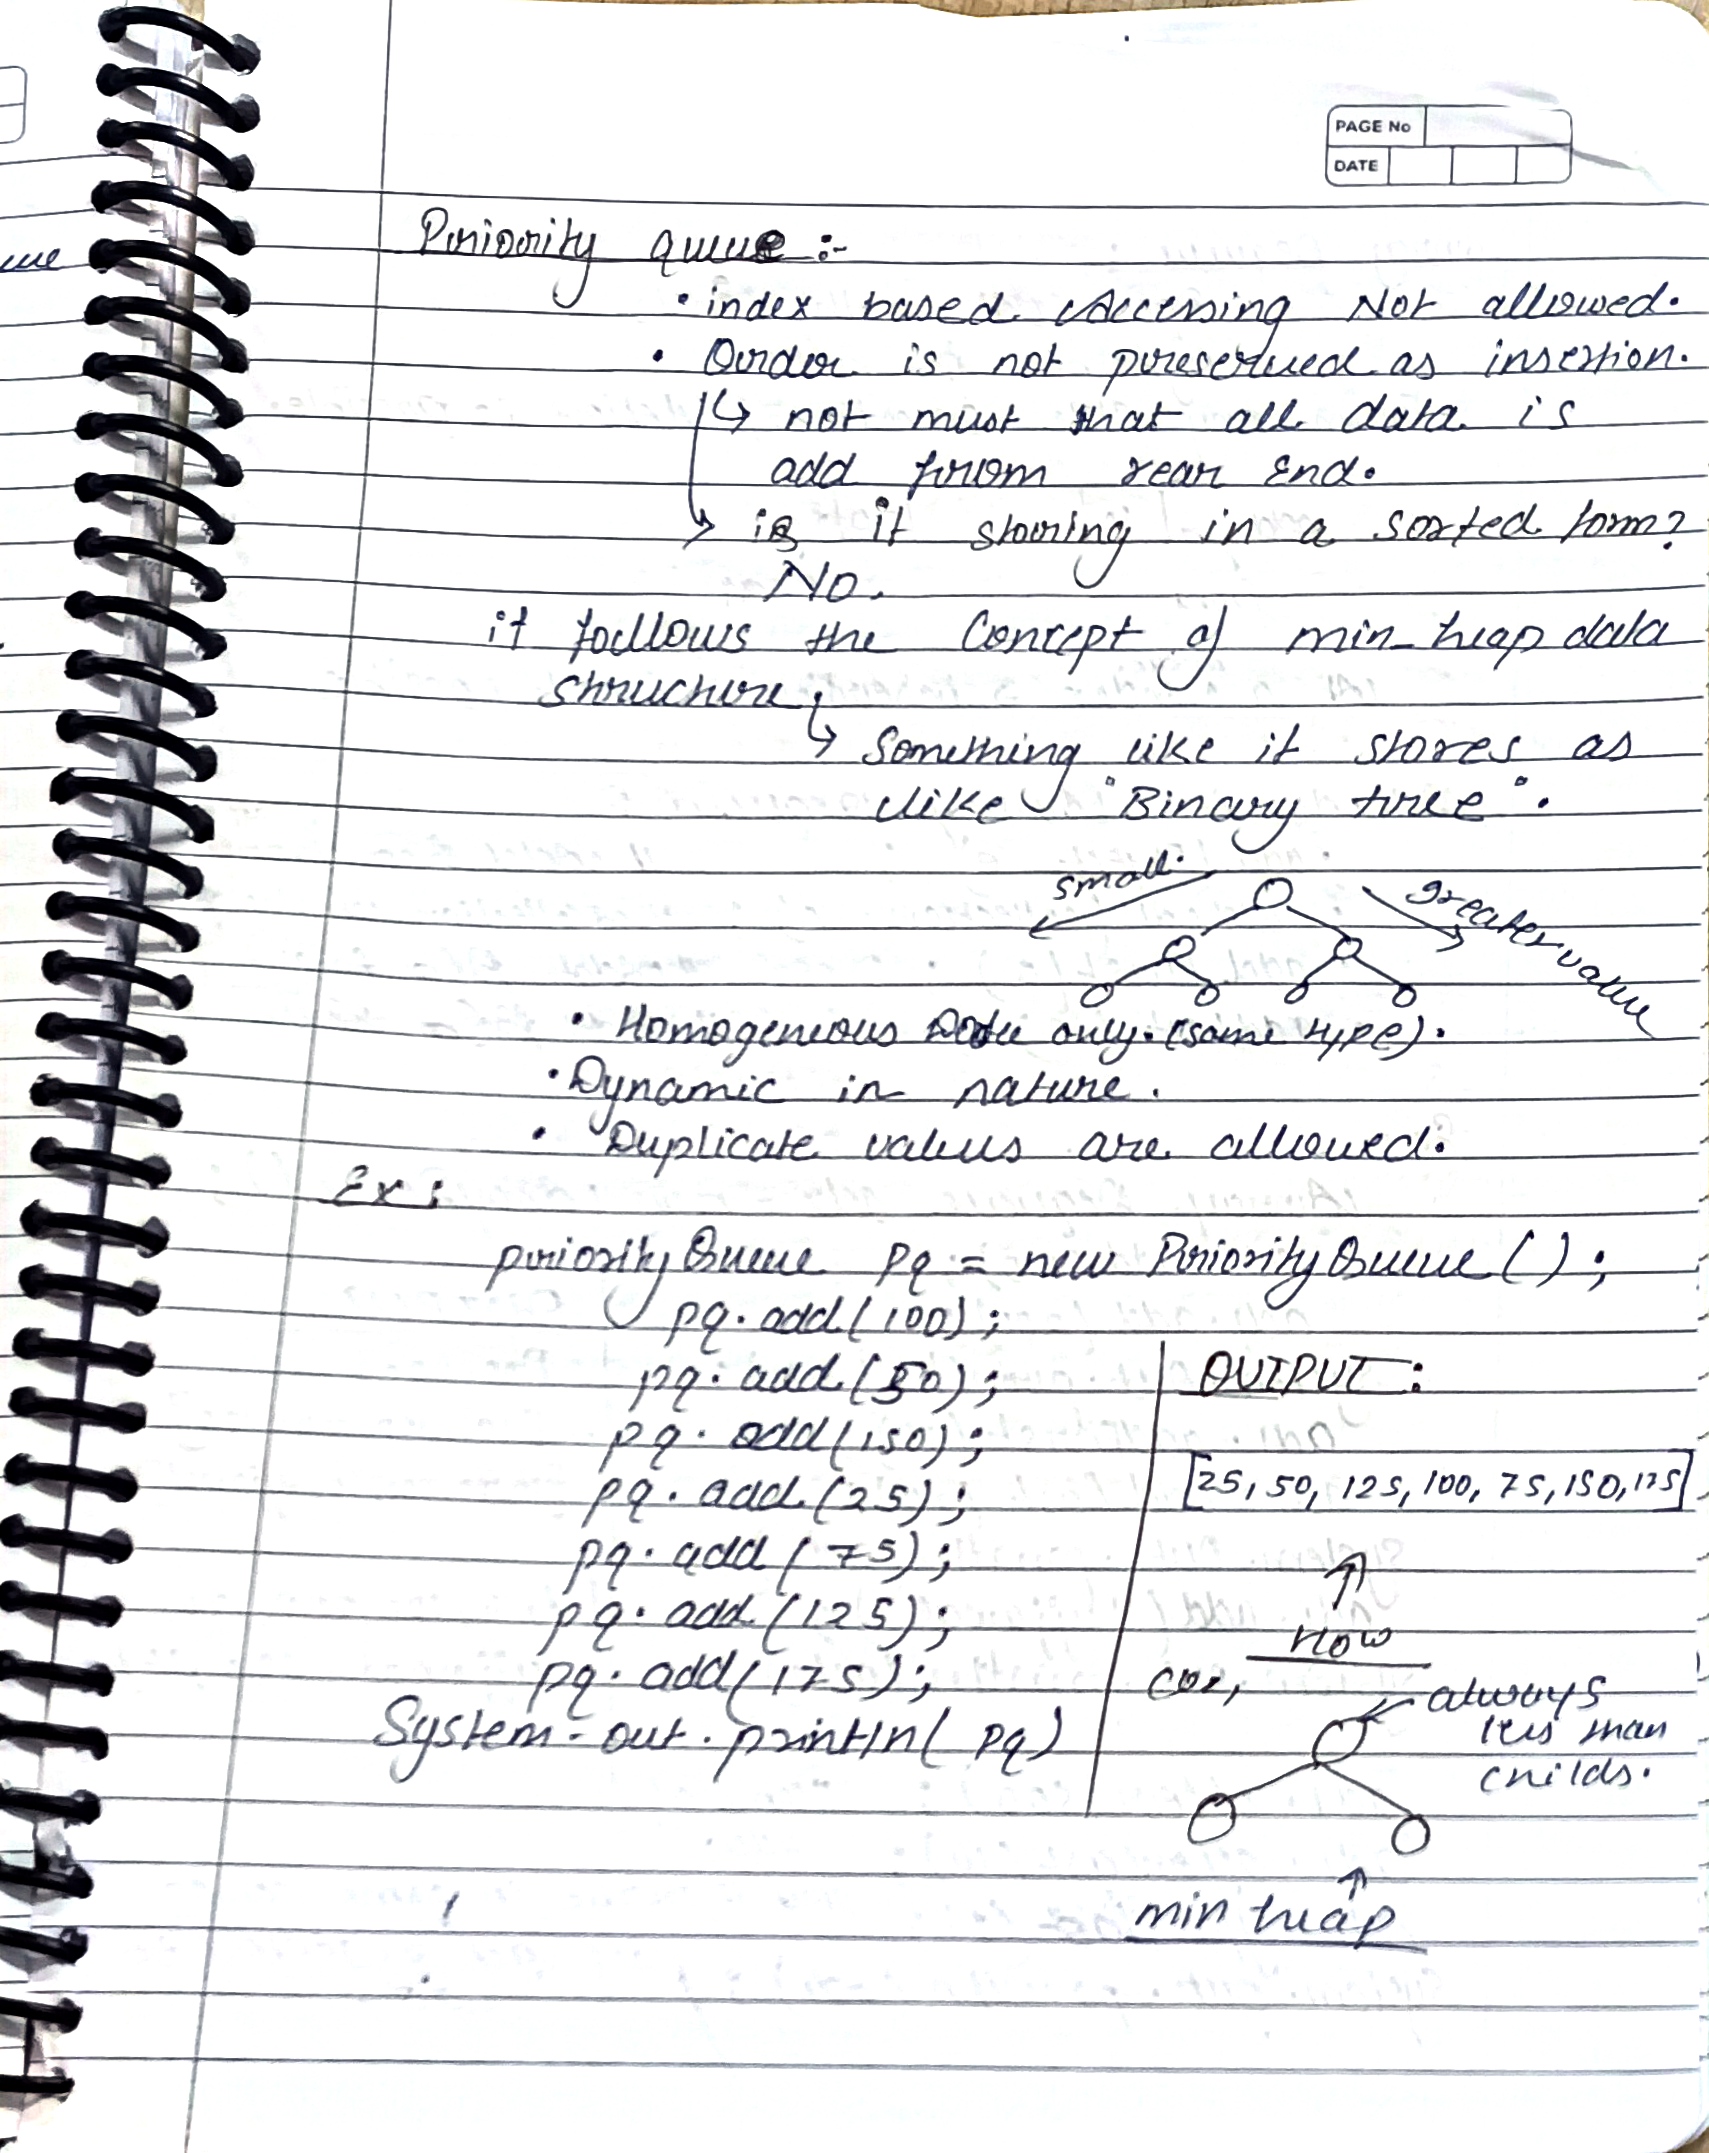 PAGE No
DATE
ue
Priority queue :-
• index based Accessing Not allowed.
• Order is not preserved as insertion.
↳ not must that all data is
add from rear End.
↳ is it storing in a sorted form?
No.
it follows the Concept of min-heap data
structure.
↳ Something like it stores as
like "Binary tree".
small.
greater value
• Homogeneous Data only. (same type).
• Dynamic in nature.
• Duplicate values are allowed.
Ex:
priorityQueue pq = new PriorityQueue();
pq.add(100);
pq.add(50);
pq.add(150);
pq.add(25);
pq.add(75);
pq.add(125);
pq.add(175);
System.out.println(pq)
OUTPUT:
[25, 50, 125, 100, 75, 150, 175]
↑
How
coz,
always
less than
childs.
↑
min heap